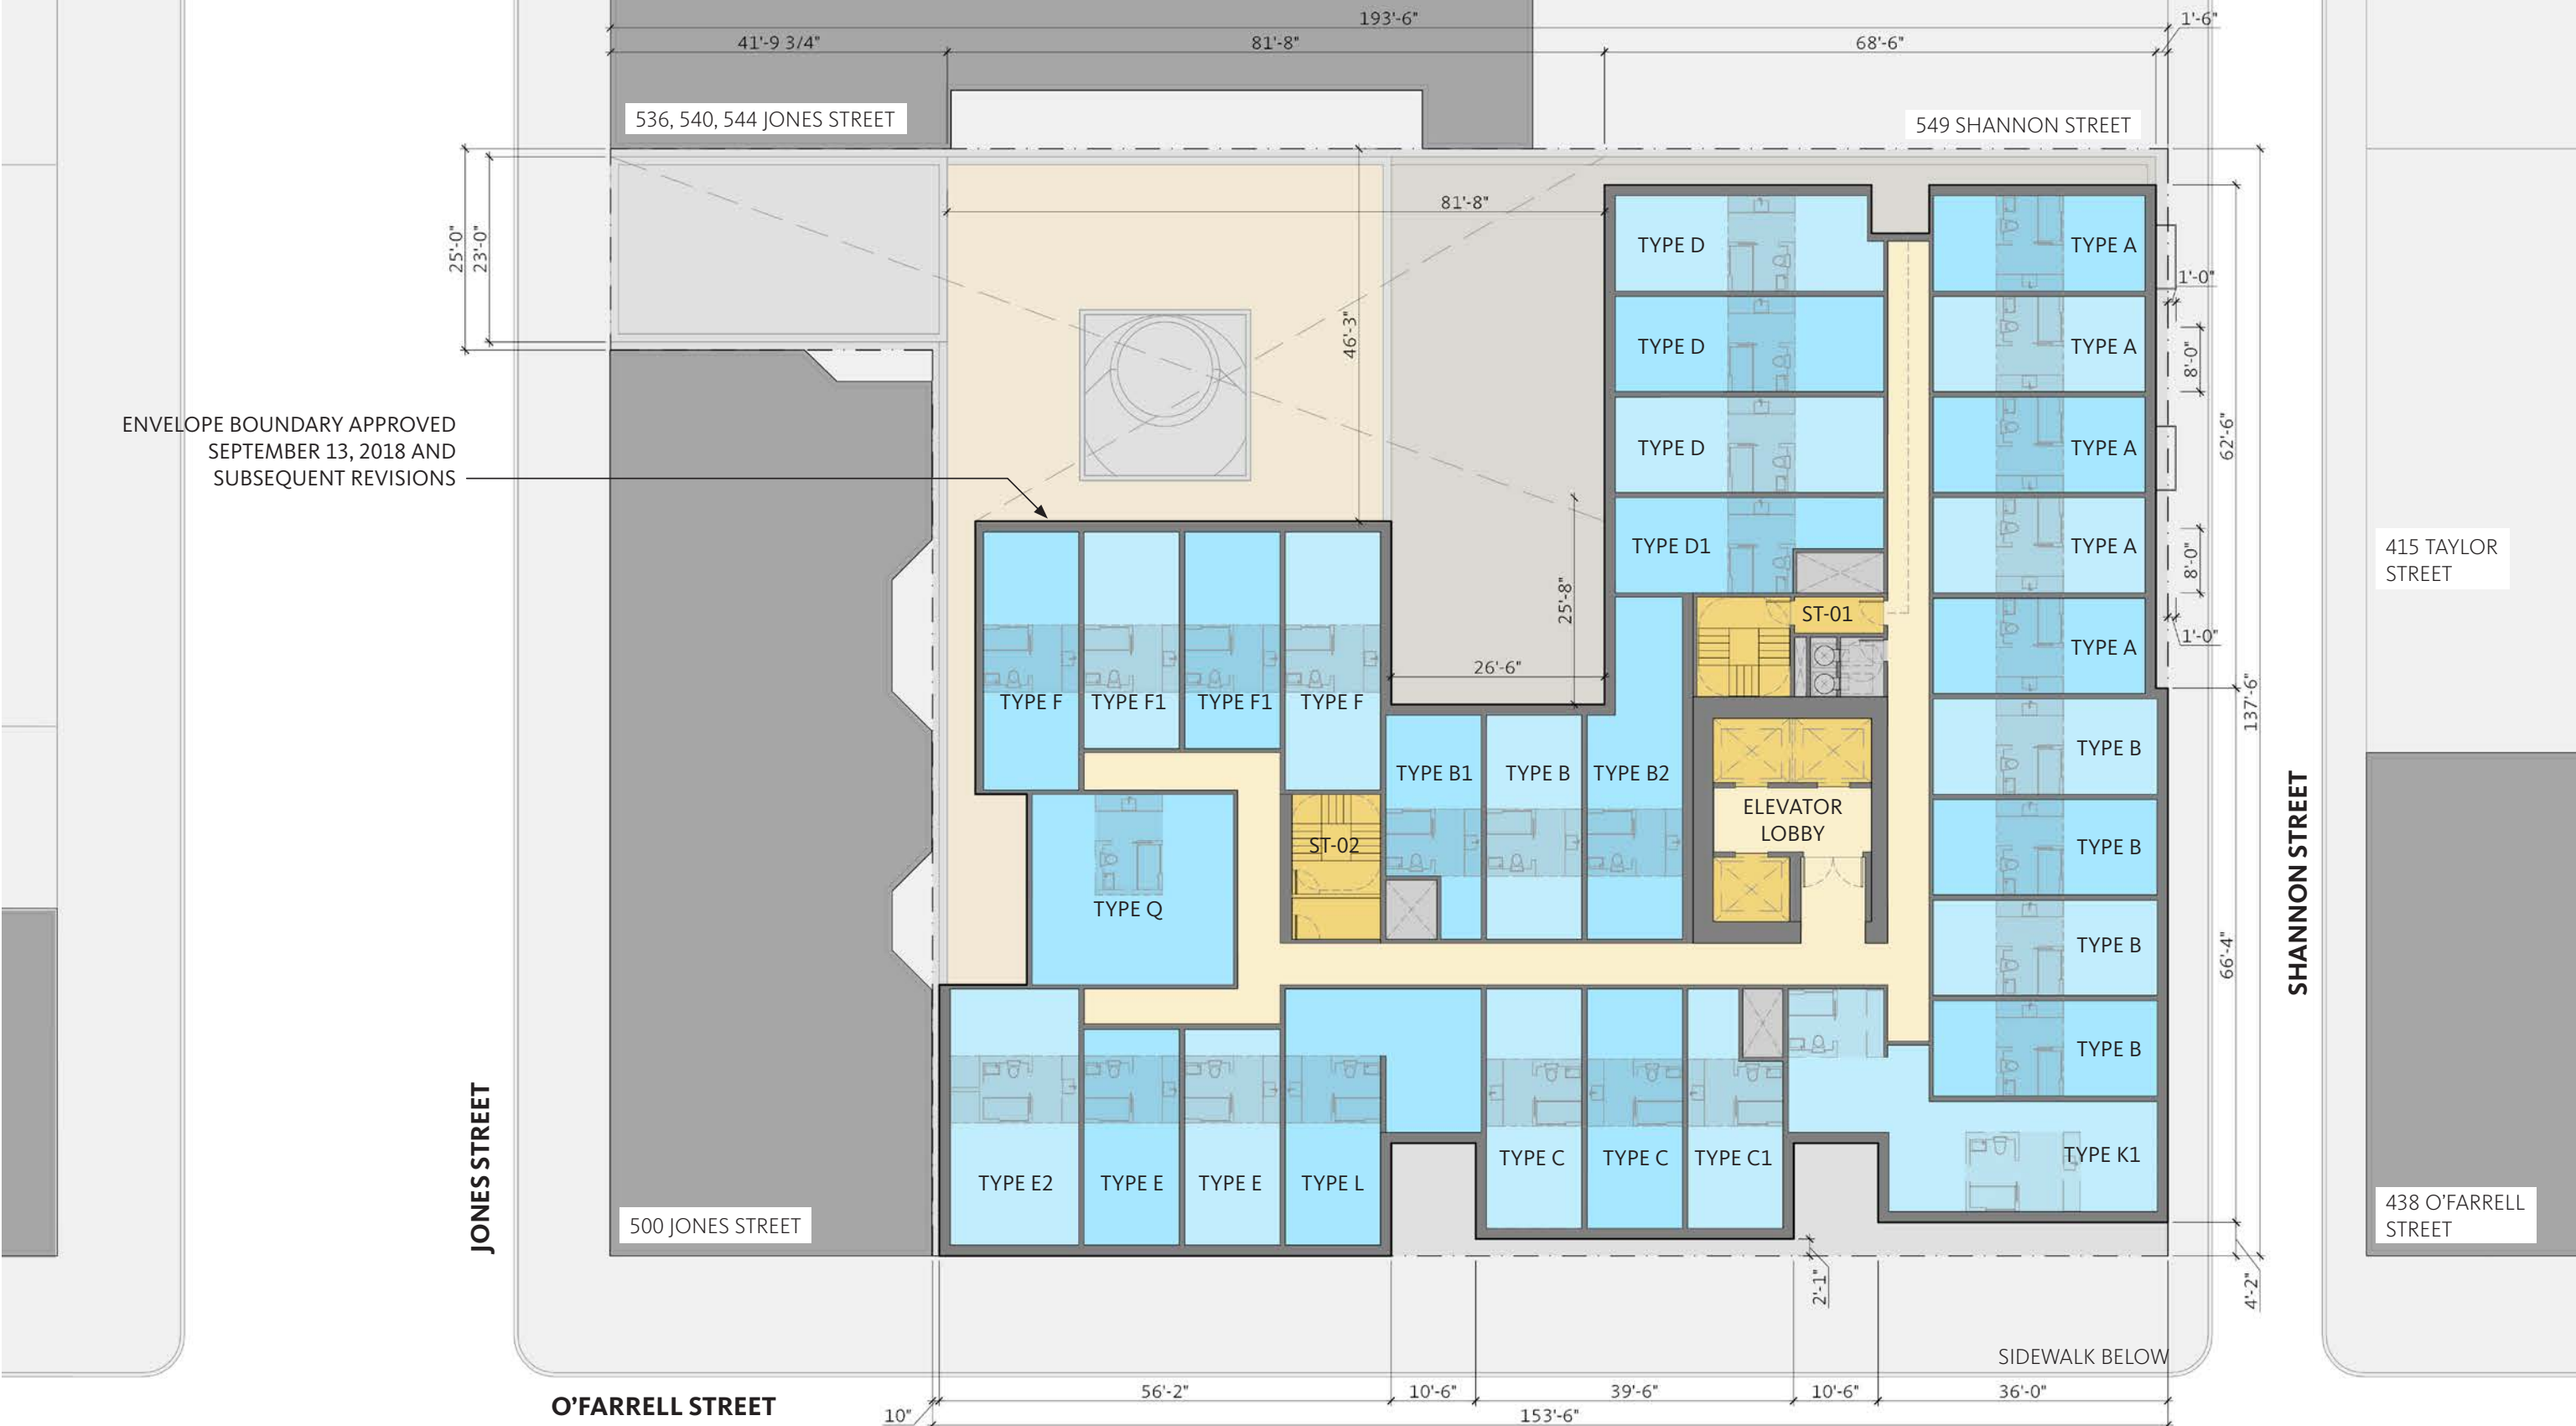 193'-6"
1'-6"
41'-9 3/4"
81'-8"
68'-6"
536, 540, 544 JONES STREET
549 SHANNON STREET
25'-0"
23'-0"
81'-8"
46'-3"
TYPE D
TYPE A
1'-0"
TYPE D
TYPE A
8'-0"
ENVELOPE BOUNDARY APPROVED
SEPTEMBER 13, 2018 AND
SUBSEQUENT REVISIONS
TYPE D
TYPE A
62'-6"
TYPE D1
TYPE A
8'-0"
415 TAYLOR
STREET
25'-8"
ST-01
1'-0"
TYPE A
26'-6"
137'-6"
TYPE F
TYPE F1
TYPE F1
TYPE F
TYPE B
TYPE B1
TYPE B
TYPE B2
ELEVATOR
LOBBY
ST-02
TYPE B
SHANNON STREET
TYPE Q
TYPE B
66'-4"
TYPE B
JONES STREET
TYPE C
TYPE C
TYPE C1
TYPE K1
TYPE E2
TYPE E
TYPE E
TYPE L
500 JONES STREET
438 O'FARRELL
STREET
2'-1"
4'-2"
SIDEWALK BELOW
O'FARRELL STREET
56'-2"
10'-6"
39'-6"
10'-6"
36'-0"
10"
153'-6"